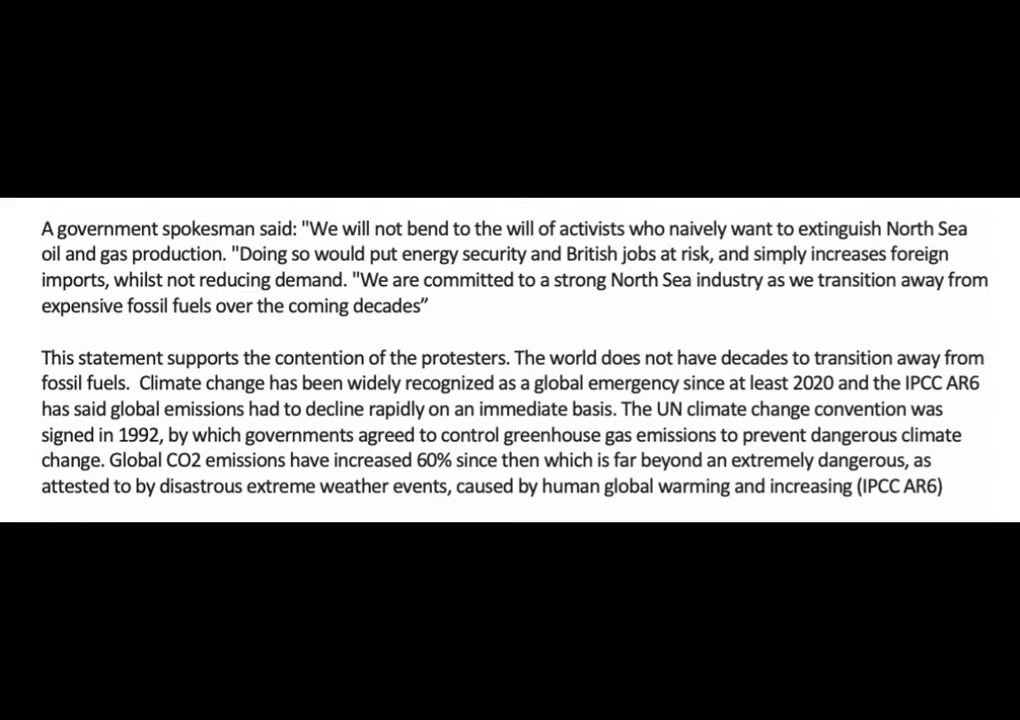 A government spokesman said: "We will not bend to the will of activists who naively want to extinguish North Sea
oil and gas production. "Doing so would put energy security and British jobs at risk, and simply increases foreign
imports, whilst not reducing demand. "We are committed to a strong North Sea industry as we transition away from
expensive fossil fuels over the coming decades”
This statement supports the contention of the protesters. The world does not have decades to transition away from
fossil fuels.  Climate change has been widely recognized as a global emergency since at least 2020 and the IPCC AR6
has said global emissions had to decline rapidly on an immediate basis. The UN climate change convention was
signed in 1992, by which governments agreed to control greenhouse gas emissions to prevent dangerous climate
change. Global CO2 emissions have increased 60% since then which is far beyond an extremely dangerous, as
attested to by disastrous extreme weather events, caused by human global warming and increasing (IPCC AR6)